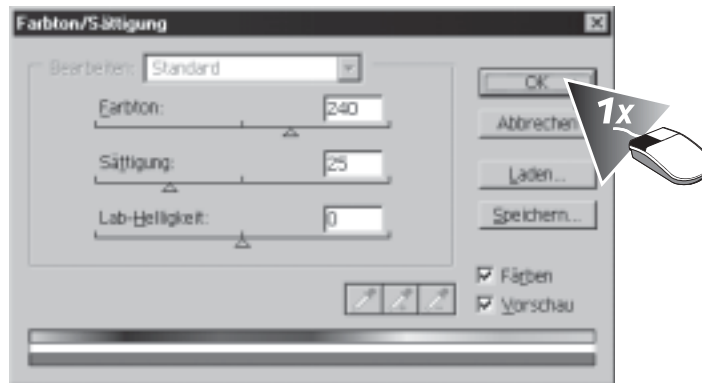 Farbton/Sättigung
Bearbeiten: Standard
Farbton: 240
Sättigung: 25
Lab-Helligkeit: 0
OK
Abbrechen
Laden...
Speichern...
Färben
Vorschau
1x